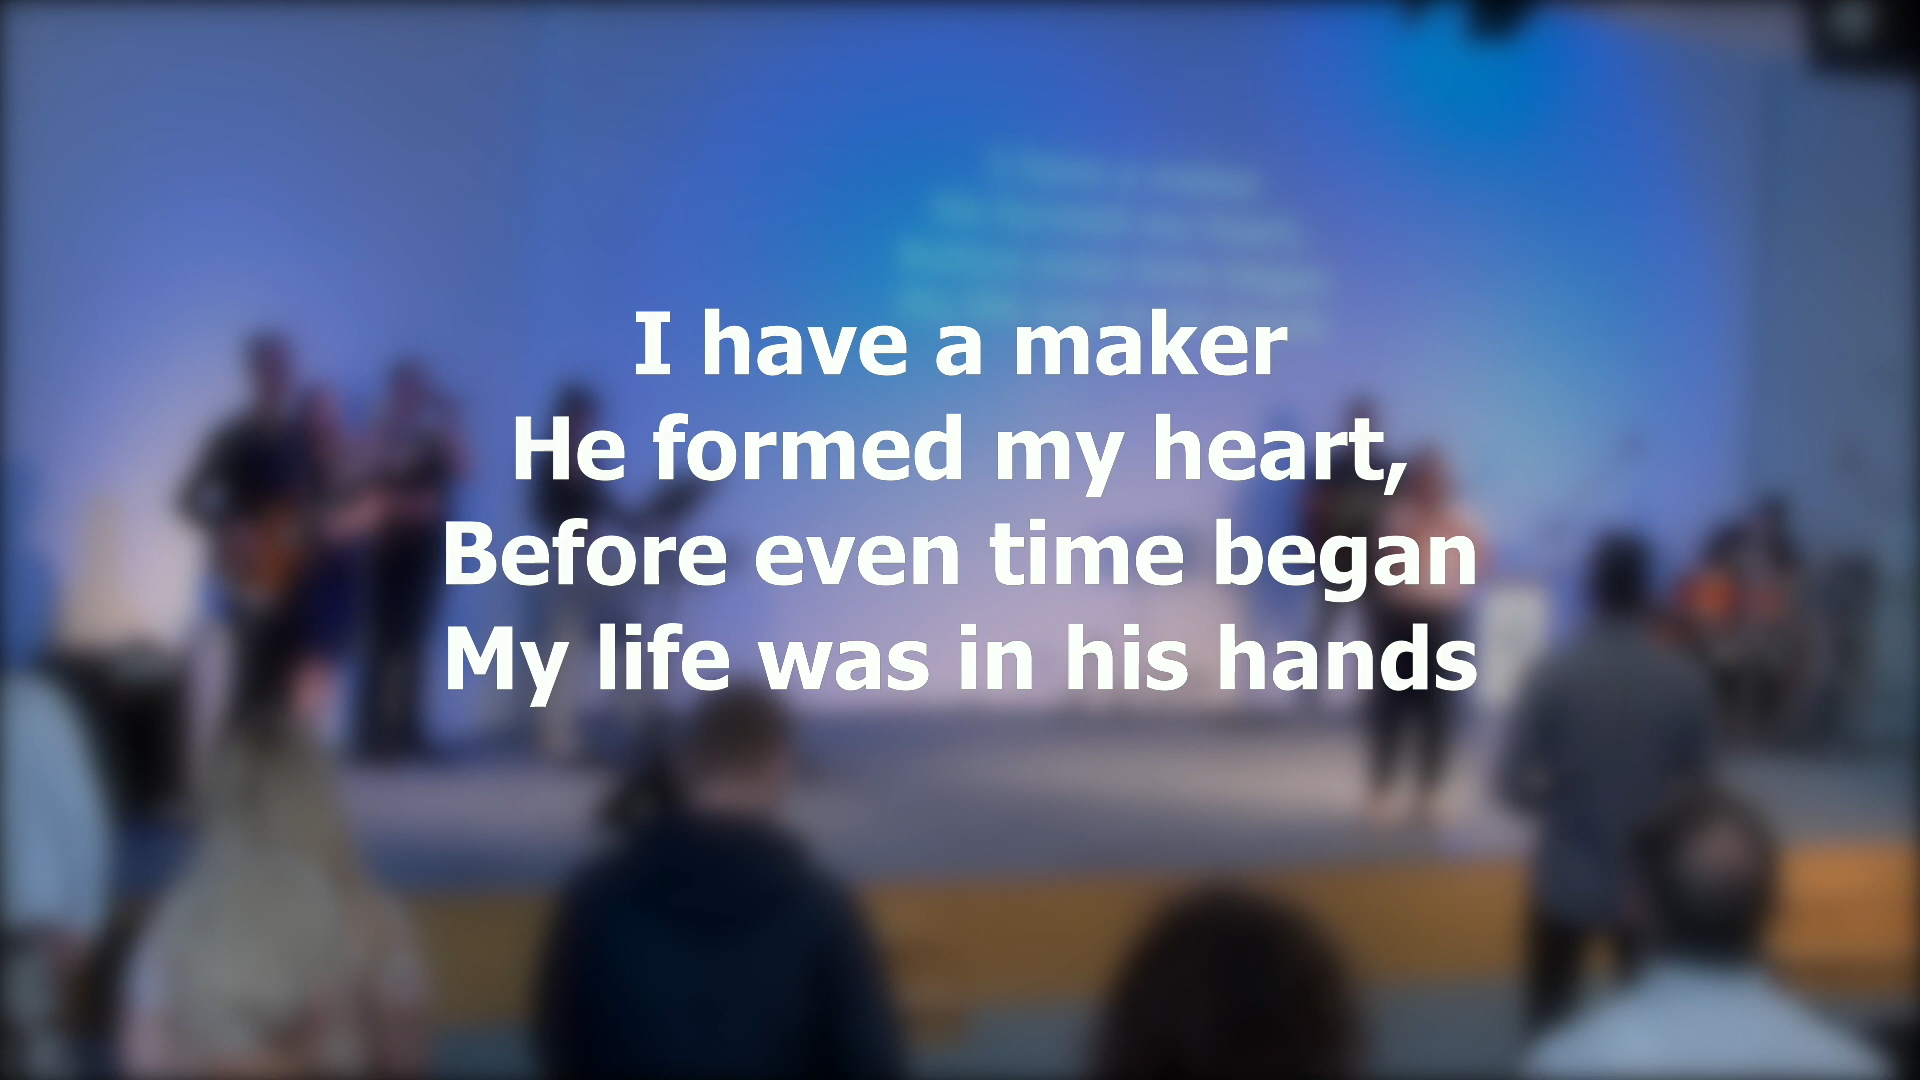 I have a maker
He formed my heart,
Before even time began
My life was in his hands